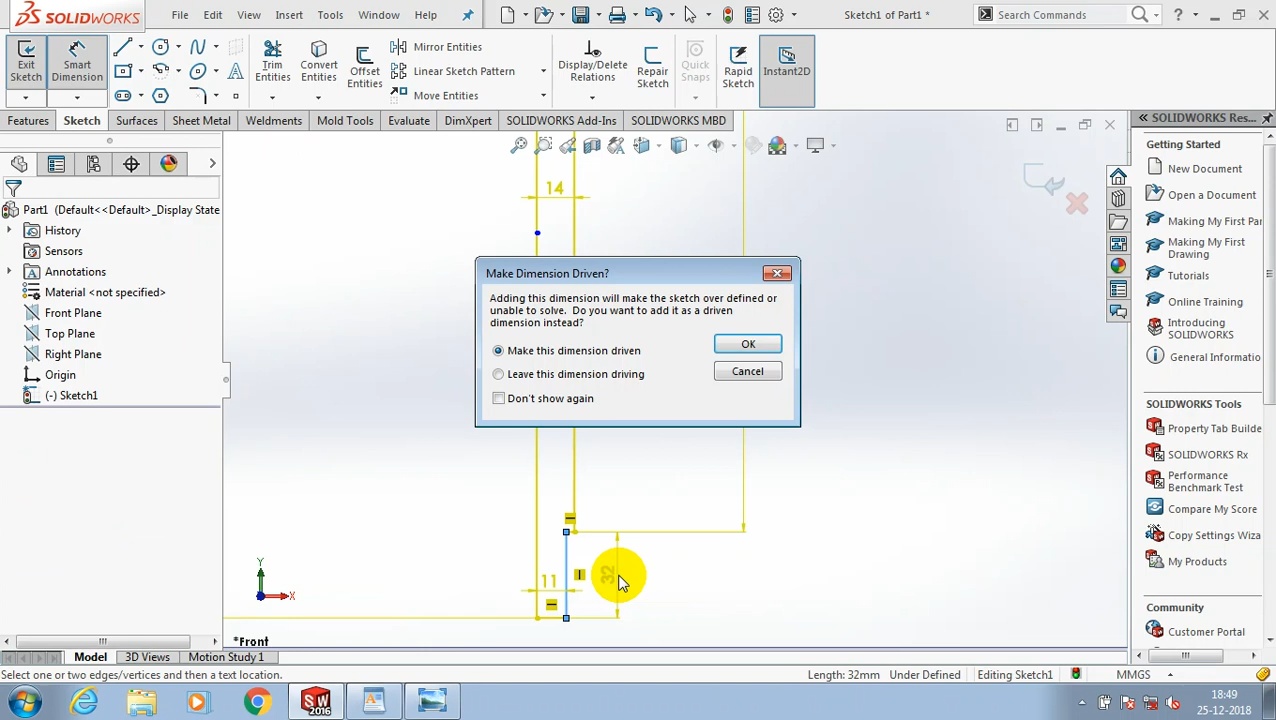 SOLIDWORKS File Edit View Insert Tools Window Help Sketch1 of Part1 * Search Commands ?
Exit Sketch
Smart Dimension
Trim Entities
Convert Entities
Offset Entities
Mirror Entities
Linear Sketch Pattern
Move Entities
Display/Delete Relations
Repair Sketch
Quick Snaps
Rapid Sketch
Instant2D
Features Sketch Surfaces Sheet Metal Weldments Mold Tools Evaluate DimXpert SOLIDWORKS Add-Ins SOLIDWORKS MBD
Part1 (Default<<Default>_Display State
History
Sensors
Annotations
Material <not specified>
Front Plane
Top Plane
Right Plane
Origin
(-) Sketch1
14
Make Dimension Driven?
Adding this dimension will make the sketch over defined or
unable to solve. Do you want to add it as a driven
dimension instead?
Make this dimension driven
Leave this dimension driving
Don't show again
OK
Cancel
11
32
Y
X
*Front
SOLIDWORKS Res...
Getting Started
New Document
Open a Document
Making My First Par
Making My First
Drawing
Tutorials
Online Training
Introducing
SOLIDWORKS
General Informatio
SOLIDWORKS Tools
Property Tab Builde
SOLIDWORKS Rx
Performance
Benchmark Test
Compare My Score
Copy Settings Wiza
My Products
Community
Customer Portal
Model 3D Views Motion Study 1
Select one or two edges/vertices and then a text location. Length: 32mm Under Defined Editing Sketch1 MMGS
SW
2016
18:49
25-12-2018